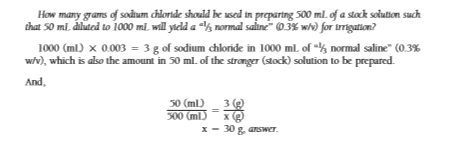 How many grams of sodium chloride should be used in preparing 500 mL of a stock solution such
that 50 mL diluted to 1000 mL will yield a "1/3 normal saline" (0.3% w/v) for irrigation?
1000 (mL) × 0.003 = 3 g of sodium chloride in 1000 mL of "1/3 normal saline" (0.3%
w/v), which is also the amount in 50 mL of the stronger (stock) solution to be prepared.
And,
50 (mL) / 500 (mL) = 3 (g) / x (g)
x = 30 g, answer.